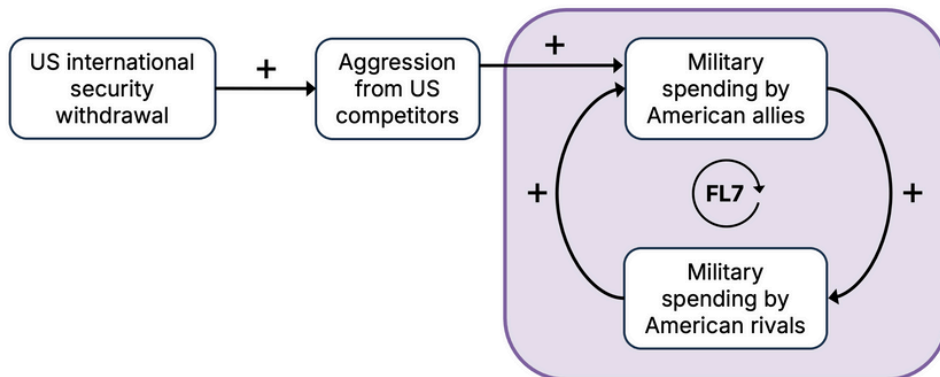 US international
security
withdrawal
+
Aggression
from US
competitors
+
Military
spending by
American allies
+
FL7
+
Military
spending by
American rivals